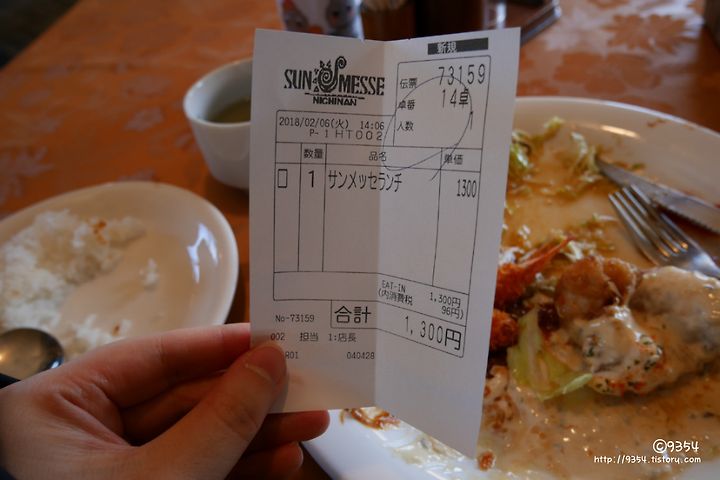 新規
SUN MESSE
NICHINAN
伝票 73159
卓番 14卓
人数 1
2018/02/06(火) 14:06
P-1HT002
数量 品名 単価
1 サンメッセランチ 1300
EAT-IN 1,300円
(内消費税 96円)
No-73159 合計 1,300円
002 担当 1:店長
801 040428
©9354
http://9354.tistory.com